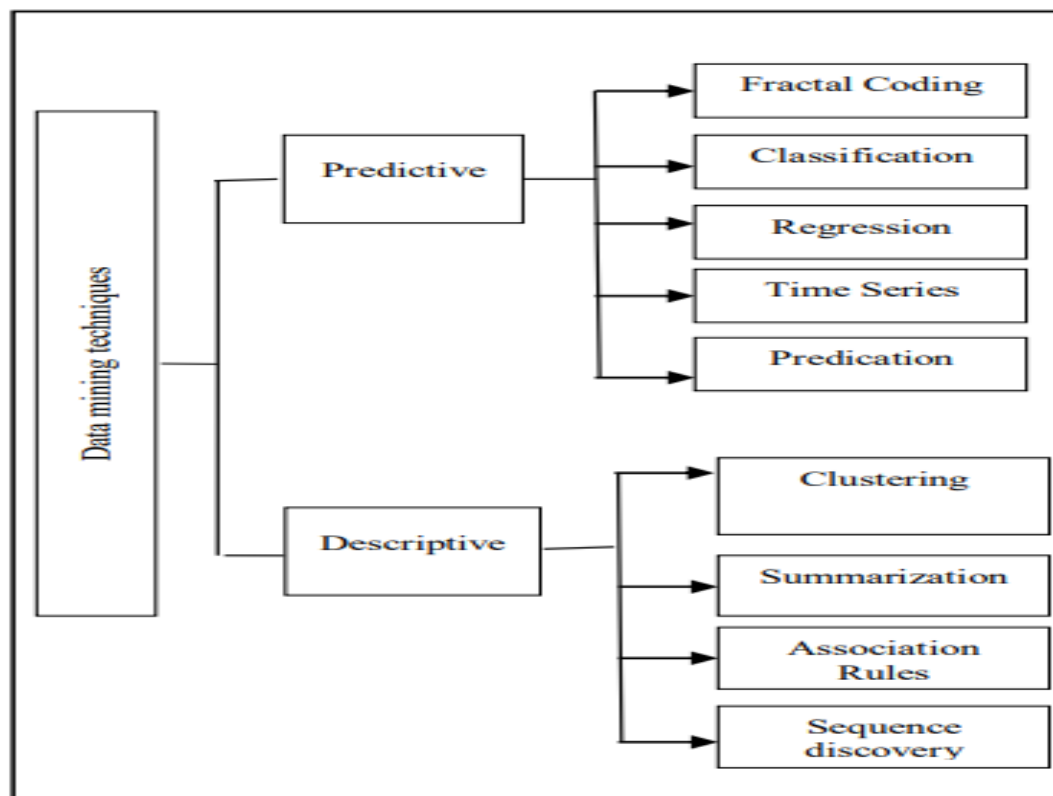 Data mining techniques
Predictive
Fractal Coding
Classification
Regression
Time Series
Predication
Descriptive
Clustering
Summarization
Association
Rules
Sequence
discovery